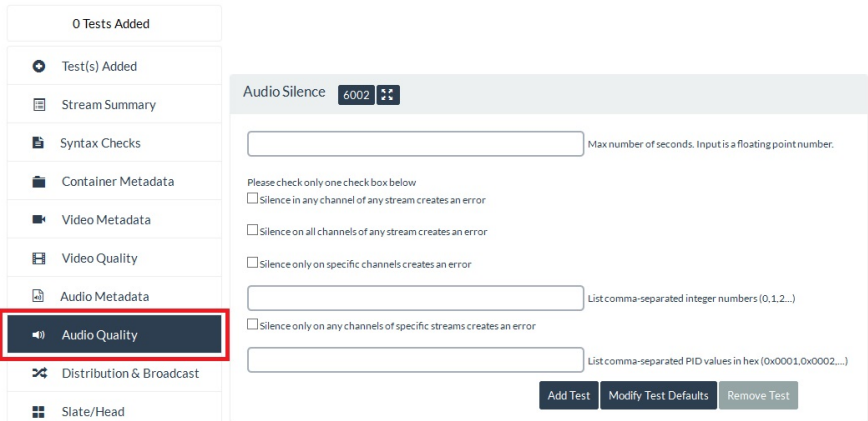 0 Tests Added
Test(s) Added
Stream Summary
Syntax Checks
Container Metadata
Video Metadata
Video Quality
Audio Metadata
Audio Quality
Distribution & Broadcast
Slate/Head
Audio Silence 6002
Max number of seconds. Input is a floating point number.
Please check only one check box below
Silence in any channel of any stream creates an error
Silence on all channels of any stream creates an error
Silence only on specific channels creates an error
List comma-separated integer numbers (0,1,2...)
Silence only on any channels of specific streams creates an error
List comma-separated PID values in hex (0x0001,0x0002,...)
Add Test Modify Test Defaults Remove Test